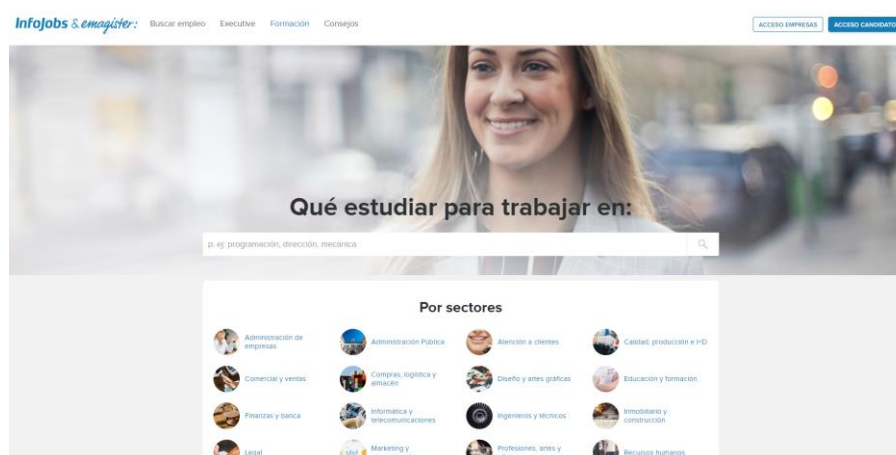 InfoJobs & emagister: Buscar empleo Executive Formación Consejos ACCESO EMPRESAS ACCESO CANDIDATO
Qué estudiar para trabajar en:
p. ej: programación, dirección, mecánica
Por sectores
Administración de
empresas
Administración Pública
Atención a clientes
Calidad, producción e I+D
Comercial y ventas
Compras, logística y
almacén
Diseño y artes gráficas
Educación y formación
Finanzas y banca
Informática y
telecomunicaciones
Ingenieros y técnicos
Inmobiliario y
construcción
Legal
Marketing y
Profesiones, artes y
Recursos humanos